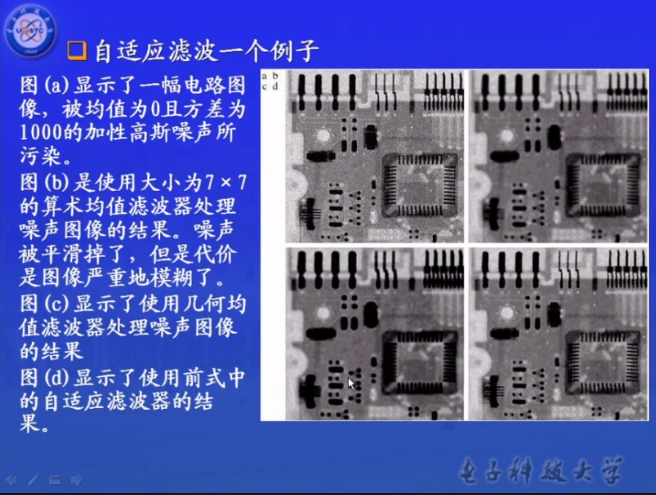 自适应滤波一个例子
图(a)显示了一幅电路图
像，被均值为0且方差为
1000的加性高斯噪声所
污染。
图(b)是使用大小为7×7
的算术均值滤波器处理
噪声图像的结果。噪声
被平滑掉了，但是代价
是图像严重地模糊了。
图(c)显示了使用几何均
值滤波器处理噪声图像
的结果
图(d)显示了使用前式中
的自适应滤波器的结
果。
a b
c d
电子科技大学